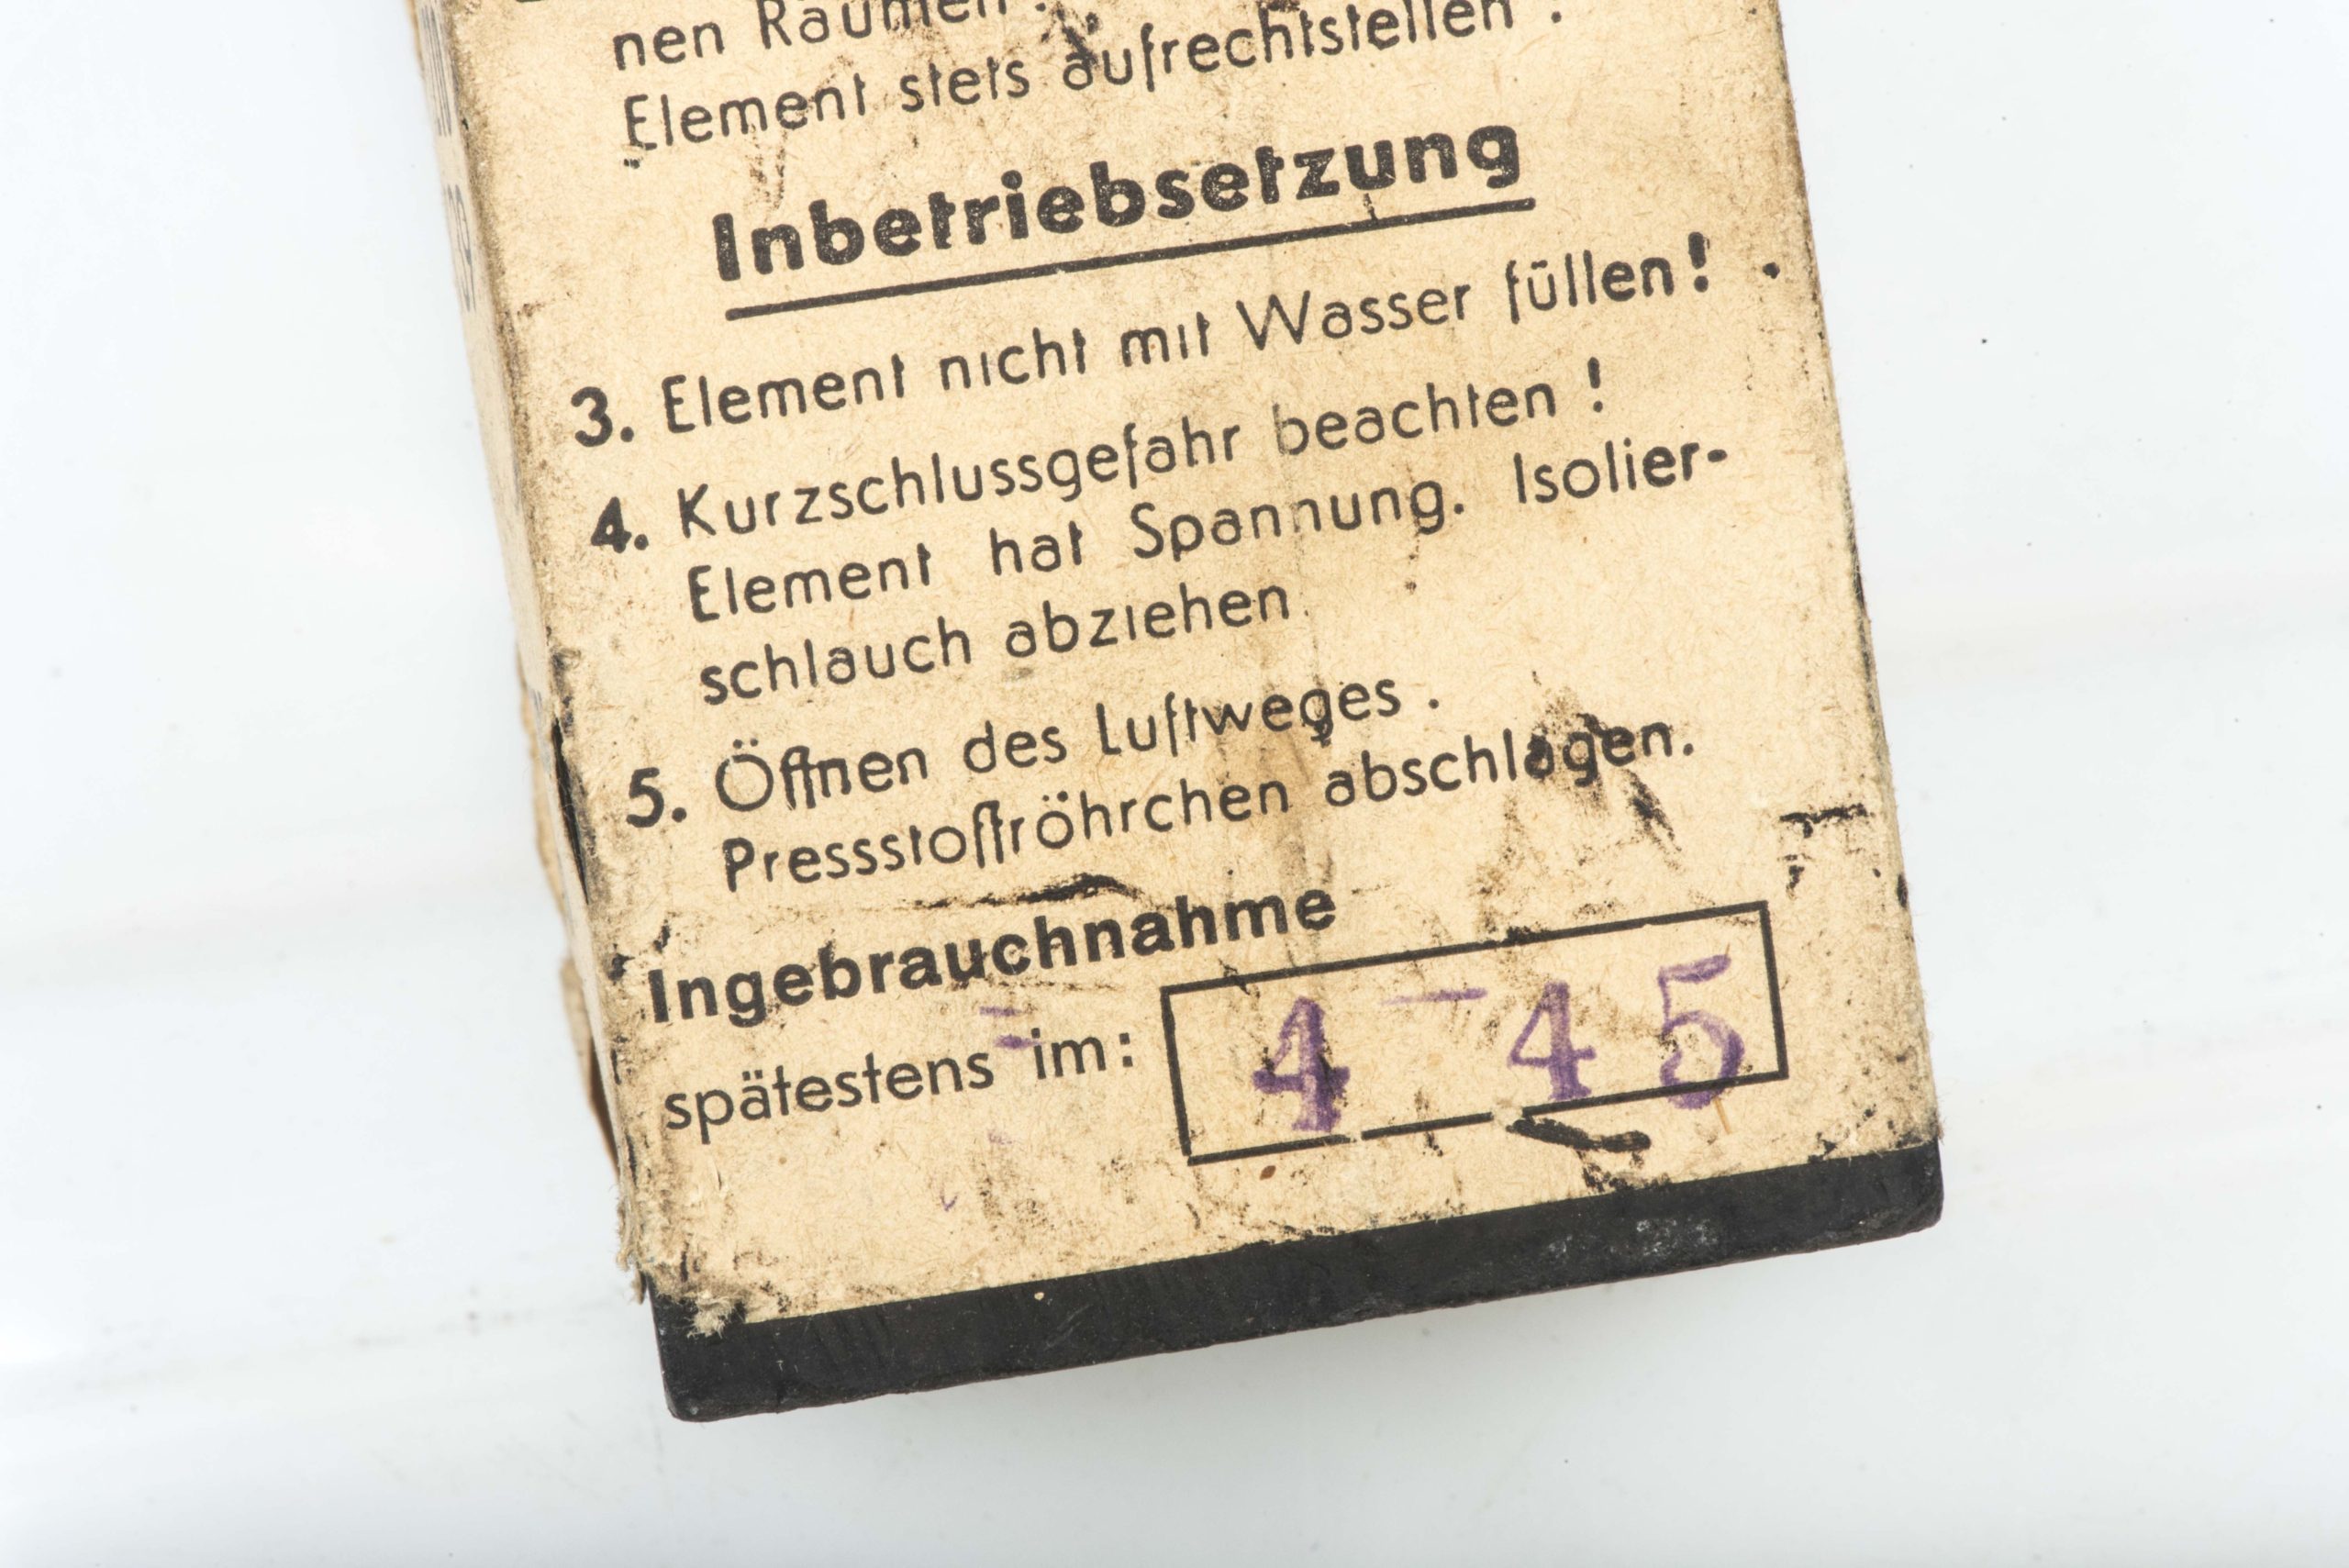 nen Räumen.
Element stets aufrechtstellen.
Inbetriebsetzung
3. Element nicht mit Wasser füllen!
4. Kurzschlussgefahr beachten!
Element hat Spannung. Isolier-
schlauch abziehen.
5. Öffnen des Luftweges.
Pressstoffröhrchen abschlagen.
Ingebrauchnahme
spätestens im: 4 - 45